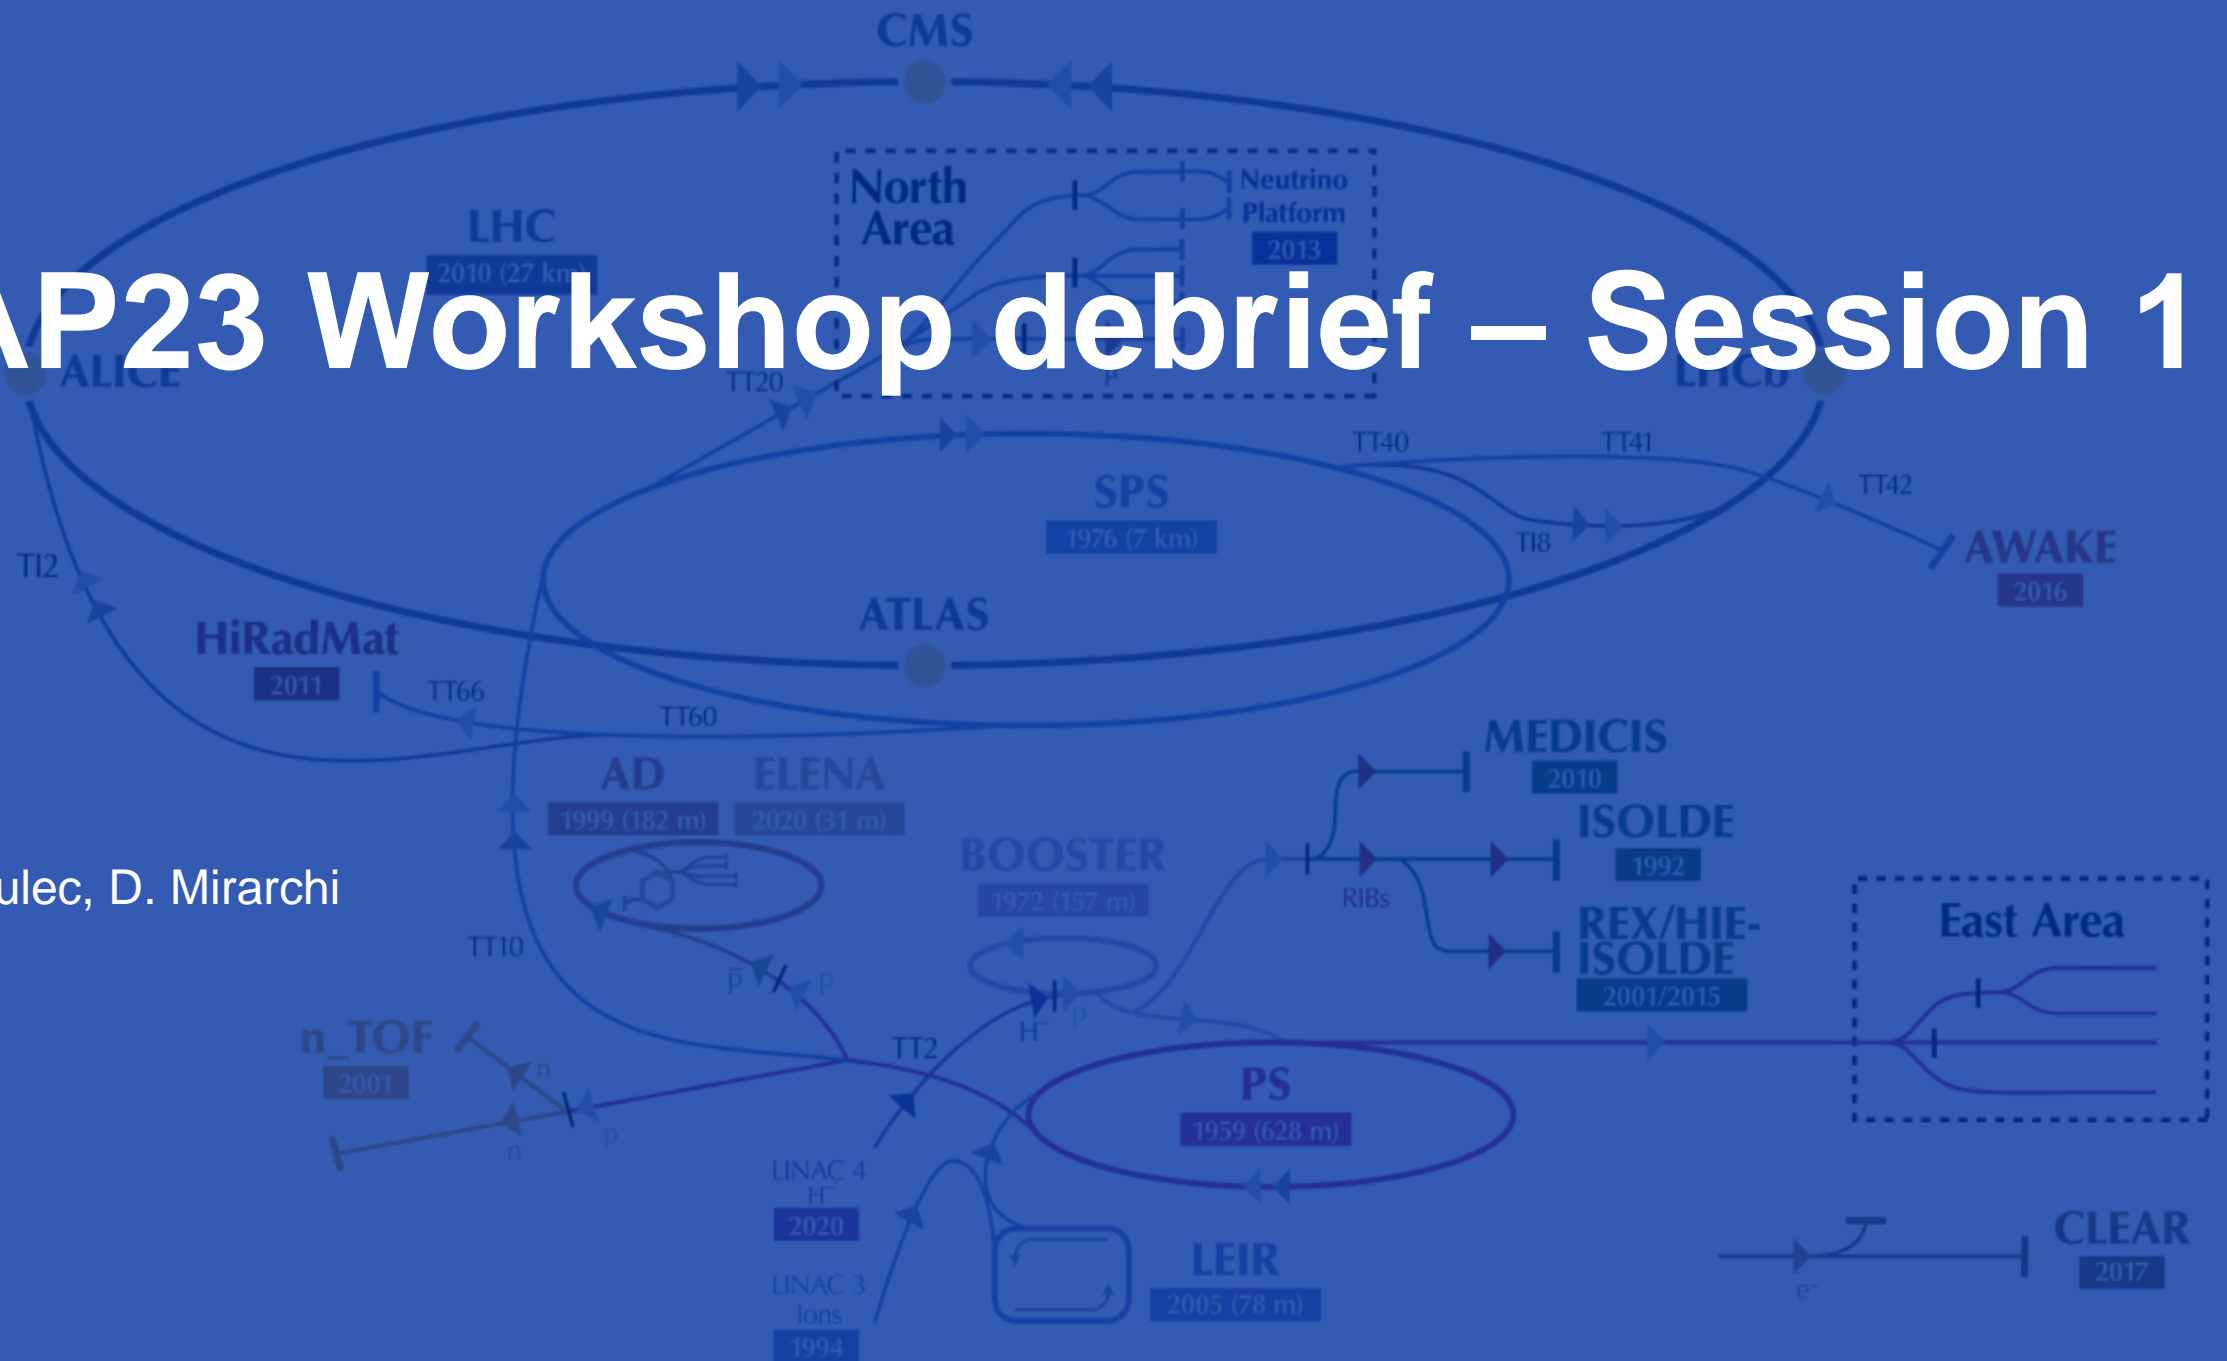 CMS
North
Area
Neutrino
Platform
2013
LHC
2010 (27 km)
AP23 Workshop debrief – Session 1
ALICE
LHCb
TT20
TT40
TT41
TT42
SPS
1976 (7 km)
TI8
TI2
AWAKE
2016
ATLAS
HiRadMat
2011
TT66
TT60
AD
1999 (182 m)
ELENA
2020 (31 m)
MEDICIS
2010
ISOLDE
1992
BOOSTER
1972 (157 m)
RIBs
REX/HIE-
ISOLDE
2001/2015
East Area
ulec, D. Mirarchi
TT10
p̅
p
H⁻
p
TT2
n_TOF
2001
n
n
p
PS
1959 (628 m)
LINAC 4
H⁻
2020
LINAC 3
Ions
1994
LEIR
2005 (78 m)
e⁻
CLEAR
2017